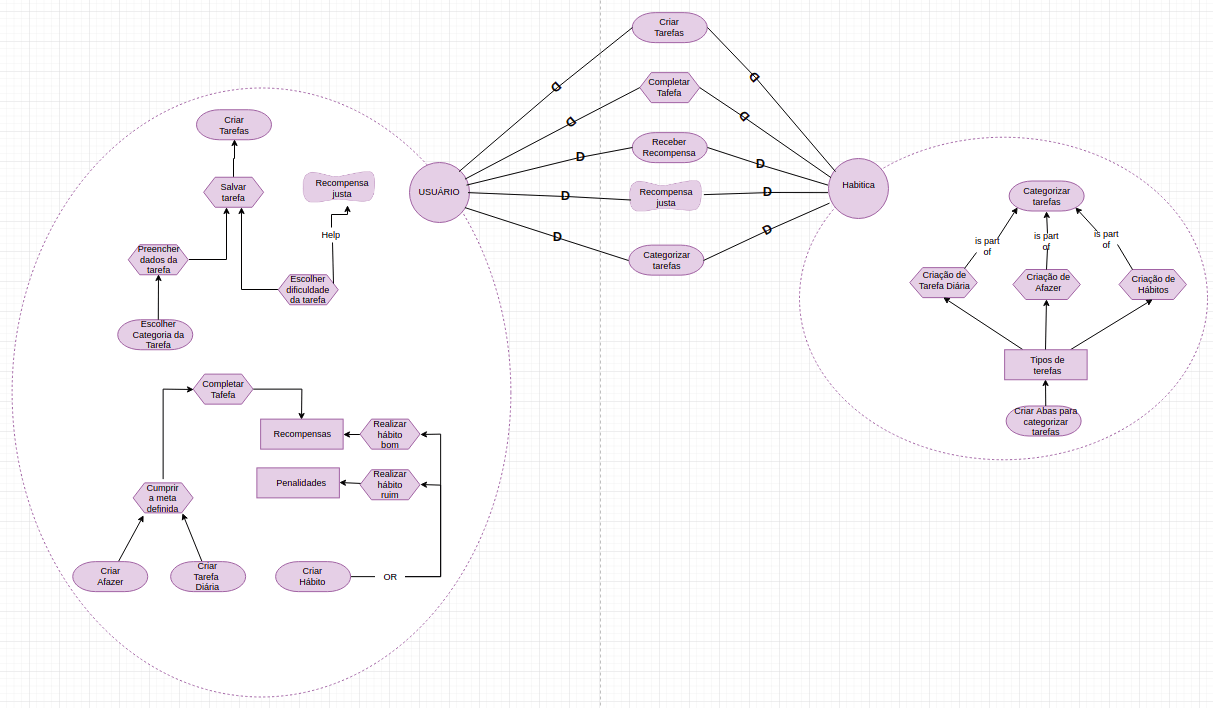 Criar
Tarefas
Completar
Tafefa
Receber
Recompensa
Recompensa
justa
Categorizar
tarefas
D
D
D
D
D
D
D
D
D
D
USUÁRIO
Habitica
Criar
Tarefas
Salvar
tarefa
Recompensa
justa
Help
Preencher
dados da
tarefa
Escolher
dificuldade
da tarefa
Escolher
Categoria da
Tarefa
Completar
Tafefa
Recompensas
Realizar
hábito
bom
Penalidades
Realizar
hábito
ruim
Cumprir
a meta
definida
Criar
Afazer
Criar
Tarefa
Diária
Criar
Hábito
OR
Categorizar
tarefas
is part
of
is part
of
is part
of
Criação de
Tarefa Diária
Criação de
Afazer
Criação de
Hábitos
Tipos de
terefas
Criar Abas para
categorizar
tarefas